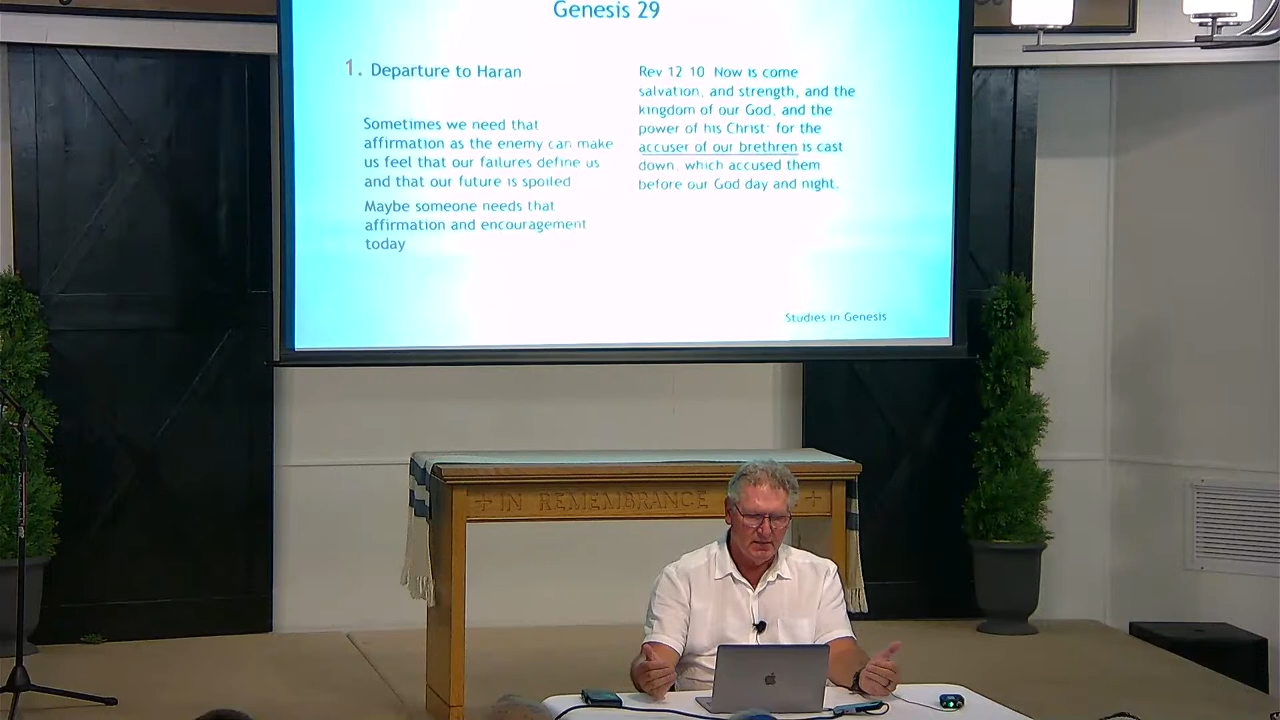 Genesis 29
1. Departure to Haran
Sometimes we need that
affirmation as the enemy can make
us feel that our failures define us
and that our future is spoiled
Maybe someone needs that
affirmation and encouragement
today
Rev 12 10 Now is come
salvation, and strength, and the
kingdom of our God, and the
power of his Christ: for the
accuser of our brethren is cast
down, which accused them
before our God day and night.
Studies in Genesis
IN REMEMBRANCE